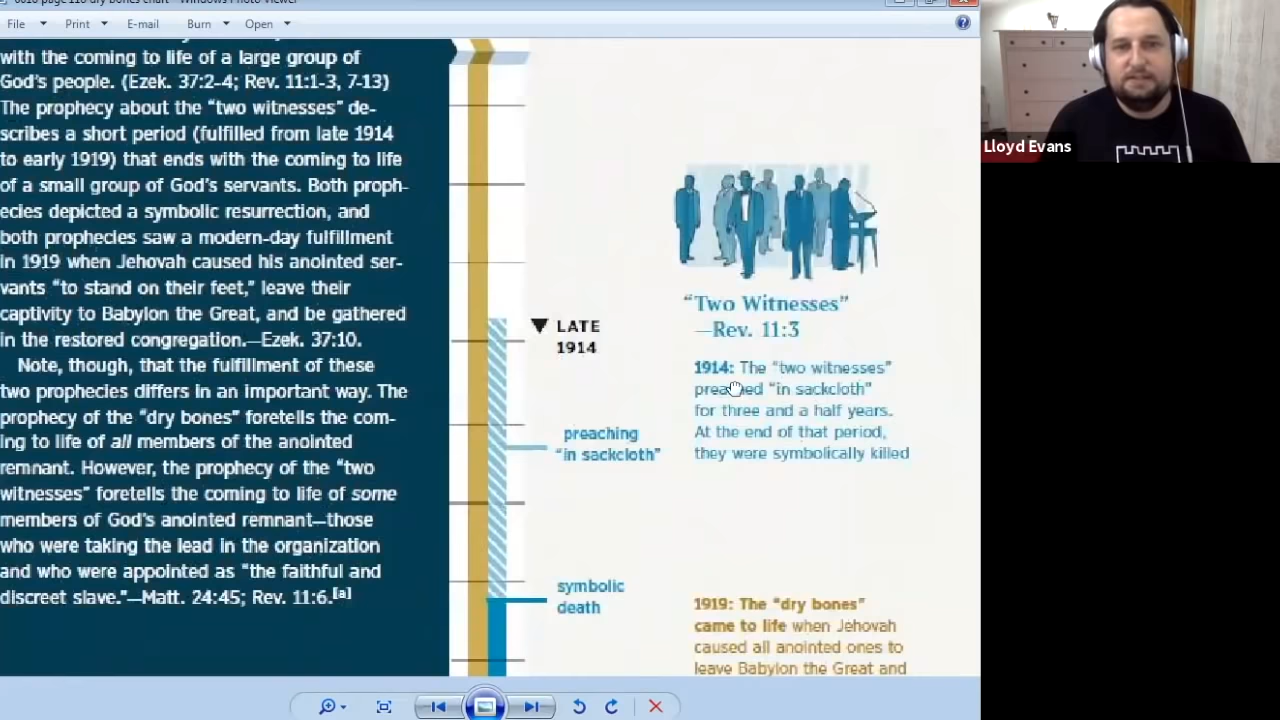 File Print E-mail Burn Open
with the coming to life of a large group of
God's people. (Ezek. 37:2-4; Rev. 11:1-3, 7-13)
The prophecy about the "two witnesses" de-
scribes a short period (fulfilled from late 1914
to early 1919) that ends with the coming to life
of a small group of God's servants. Both proph-
ecies depicted a symbolic resurrection, and
both prophecies saw a modern-day fulfillment
in 1919 when Jehovah caused his anointed ser-
vants "to stand on their feet," leave their
captivity to Babylon the Great, and be gathered
in the restored congregation.—Ezek. 37:10.
Note, though, that the fulfillment of these
two prophecies differs in an important way. The
prophecy of the "dry bones" foretells the com-
ing to life of all members of the anointed
remnant. However, the prophecy of the "two
witnesses" foretells the coming to life of some
members of God's anointed remnant—those
who were taking the lead in the organization
and who were appointed as "the faithful and
discreet slave."—Matt. 24:45; Rev. 11:6.[a]
LATE
1914
preaching
"in sackcloth"
symbolic
death
"Two Witnesses"
—Rev. 11:3
1914: The "two witnesses"
preached "in sackcloth"
for three and a half years.
At the end of that period,
they were symbolically killed
1919: The "dry bones"
came to life when Jehovah
caused all anointed ones to
leave Babylon the Great and
Lloyd Evans